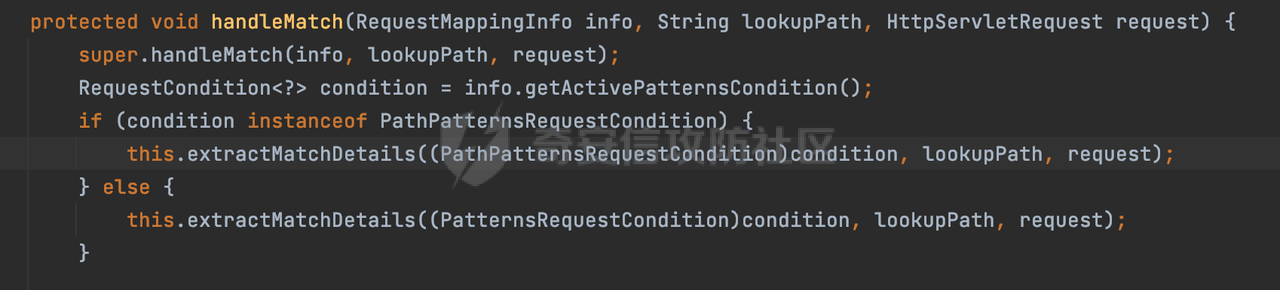 protected void handleMatch(RequestMappingInfo info, String lookupPath, HttpServletRequest request) {
super.handleMatch(info, lookupPath, request);
RequestCondition<?> condition = info.getActivePatternsCondition();
if (condition instanceof PathPatternsRequestCondition) {
奇安信攻防社区
this.extractMatchDetails((PathPatternsRequestCondition)condition, lookupPath, request);
} else {
this.extractMatchDetails((PatternsRequestCondition)condition, lookupPath, request);
}